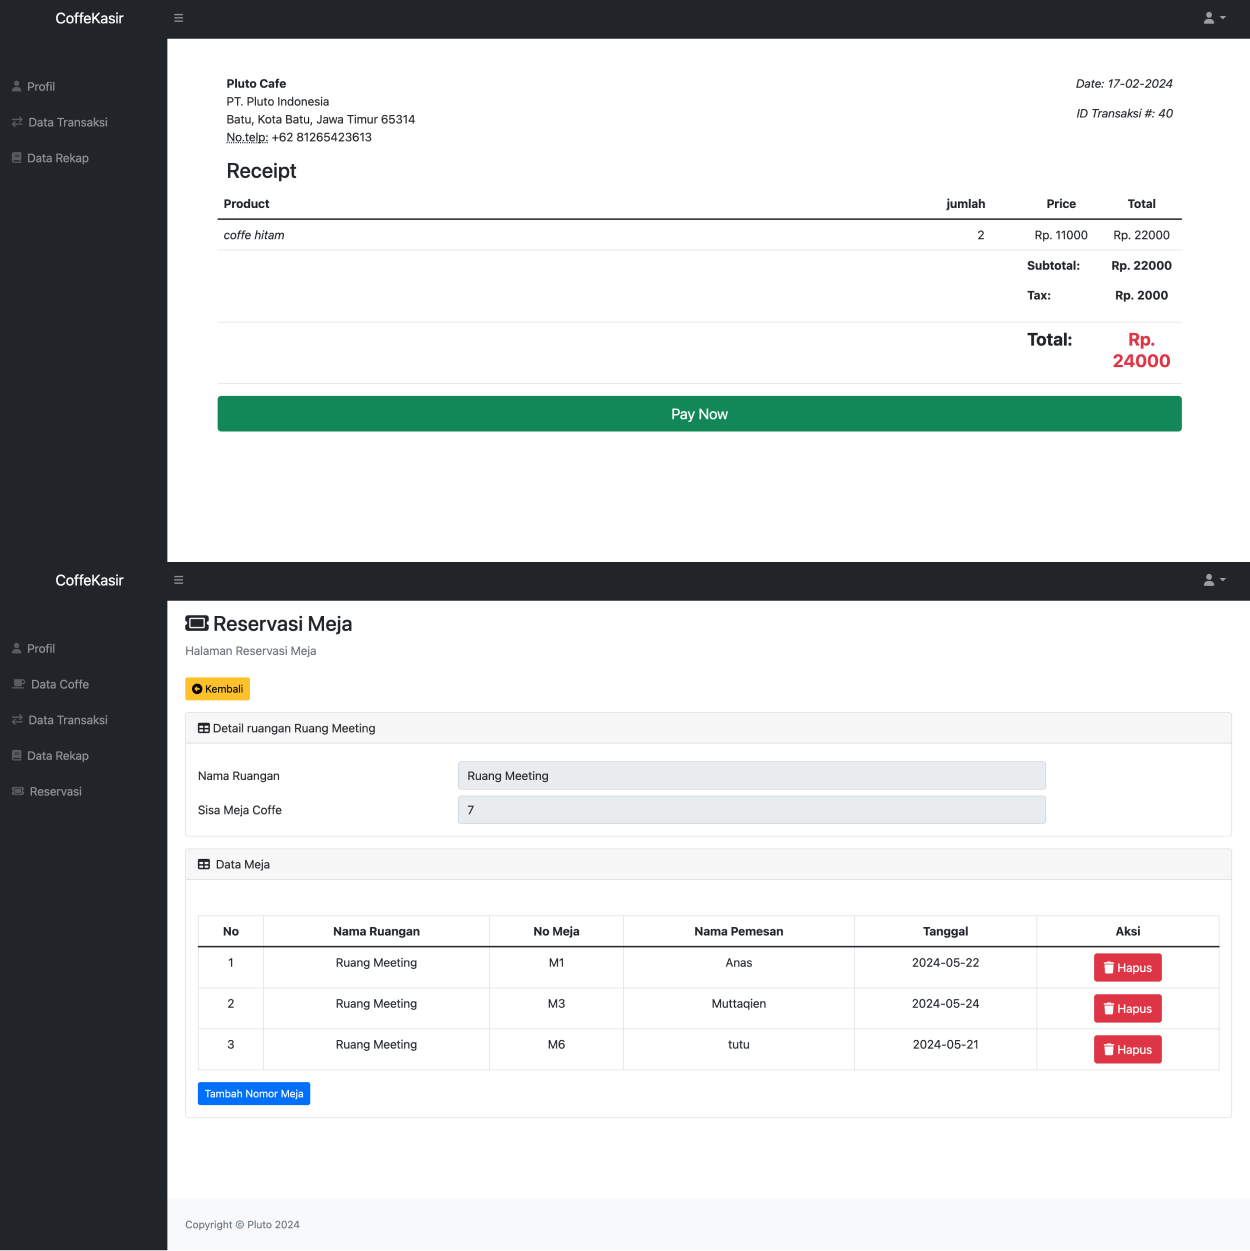 CoffeKasir
Profil
Data Transaksi
Data Rekap
Pluto Cafe
PT. Pluto Indonesia
Batu, Kota Batu, Jawa Timur 65314
No.telp: +62 81265423613
Date: 17-02-2024
ID Transaksi #: 40
Receipt
Product jumlah Price Total
coffe hitam 2 Rp. 11000 Rp. 22000
Subtotal: Rp. 22000
Tax: Rp. 2000
Total: Rp.
24000
Pay Now
CoffeKasir
Profil
Data Coffe
Data Transaksi
Data Rekap
Reservasi
Reservasi Meja
Halaman Reservasi Meja
Kembali
Detail ruangan Ruang Meeting
Nama Ruangan Ruang Meeting
Sisa Meja Coffe 7
Data Meja
No Nama Ruangan No Meja Nama Pemesan Tanggal Aksi
1 Ruang Meeting M1 Anas 2024-05-22 Hapus
2 Ruang Meeting M3 Muttaqien 2024-05-24 Hapus
3 Ruang Meeting M6 tutu 2024-05-21 Hapus
Tambah Nomor Meja
Copyright © Pluto 2024